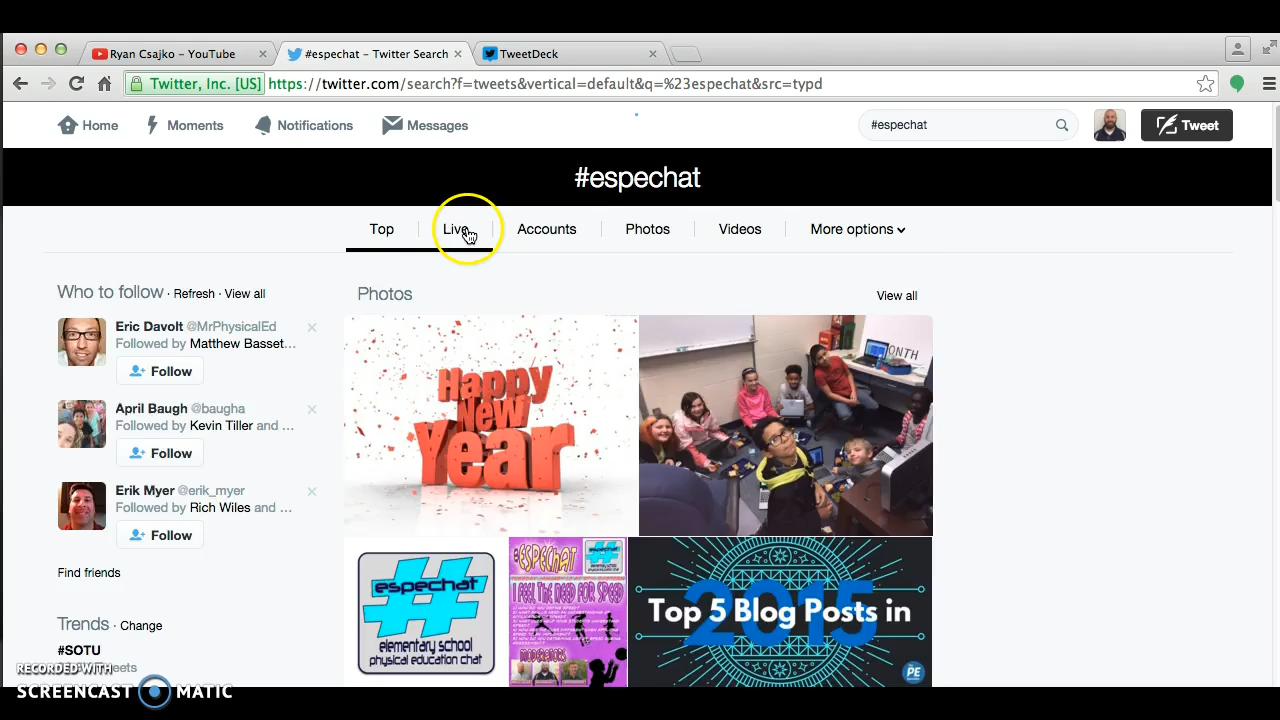 Ryan Csajko – YouTube
#espechat – Twitter Search
TweetDeck
Twitter, Inc. [US]
https://twitter.com/search?f=tweets&vertical=default&q=%23espechat&src=typd
Home
Moments
Notifications
Messages
#espechat
Tweet
#espechat
Top
Live
Accounts
Photos
Videos
More options
Who to follow · Refresh · View all
Eric Davolt @MrPhysicalEd
Followed by Matthew Basset...
Follow
April Baugh @baugha
Followed by Kevin Tiller and ...
Follow
Erik Myer @erik_myer
Followed by Rich Wiles and ...
Follow
Find friends
Trends · Change
#SOTU
Photos
View all
Happy
New
Year
ONTH
#
espechat
elementary school
physical education chat
#ESPECHAT
espechat
I FEEL THE NEED FOR SPEED
MODERATORS
2015
Top 5 Blog Posts in
PE
RECORDED WITH
SCREENCAST MATIC